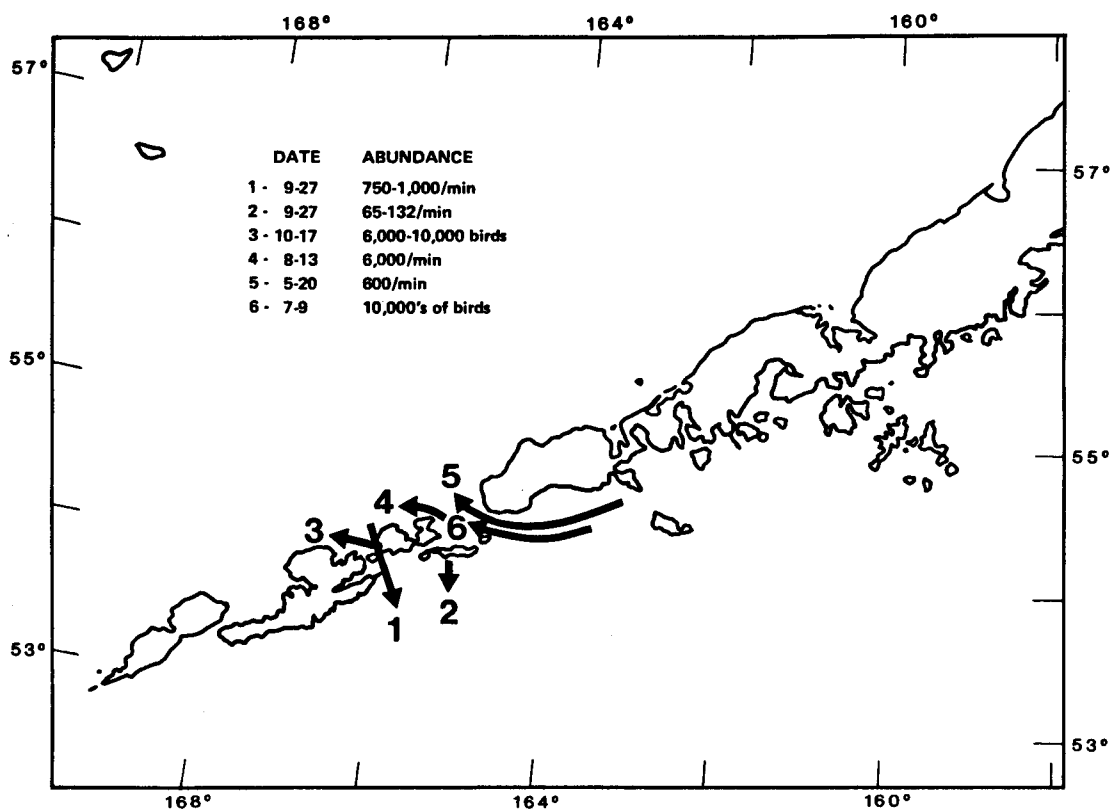 168° 164° 160°
57°
DATE ABUNDANCE
57°
1 - 9-27 750-1,000/min
2 - 9-27 65-132/min
3 - 10-17 6,000-10,000 birds
4 - 8-13 6,000/min
5 - 5-20 600/min
6 - 7-9 10,000's of birds
55°
55°
5
4
6
3
2
1
53°
53°
168° 164° 160°